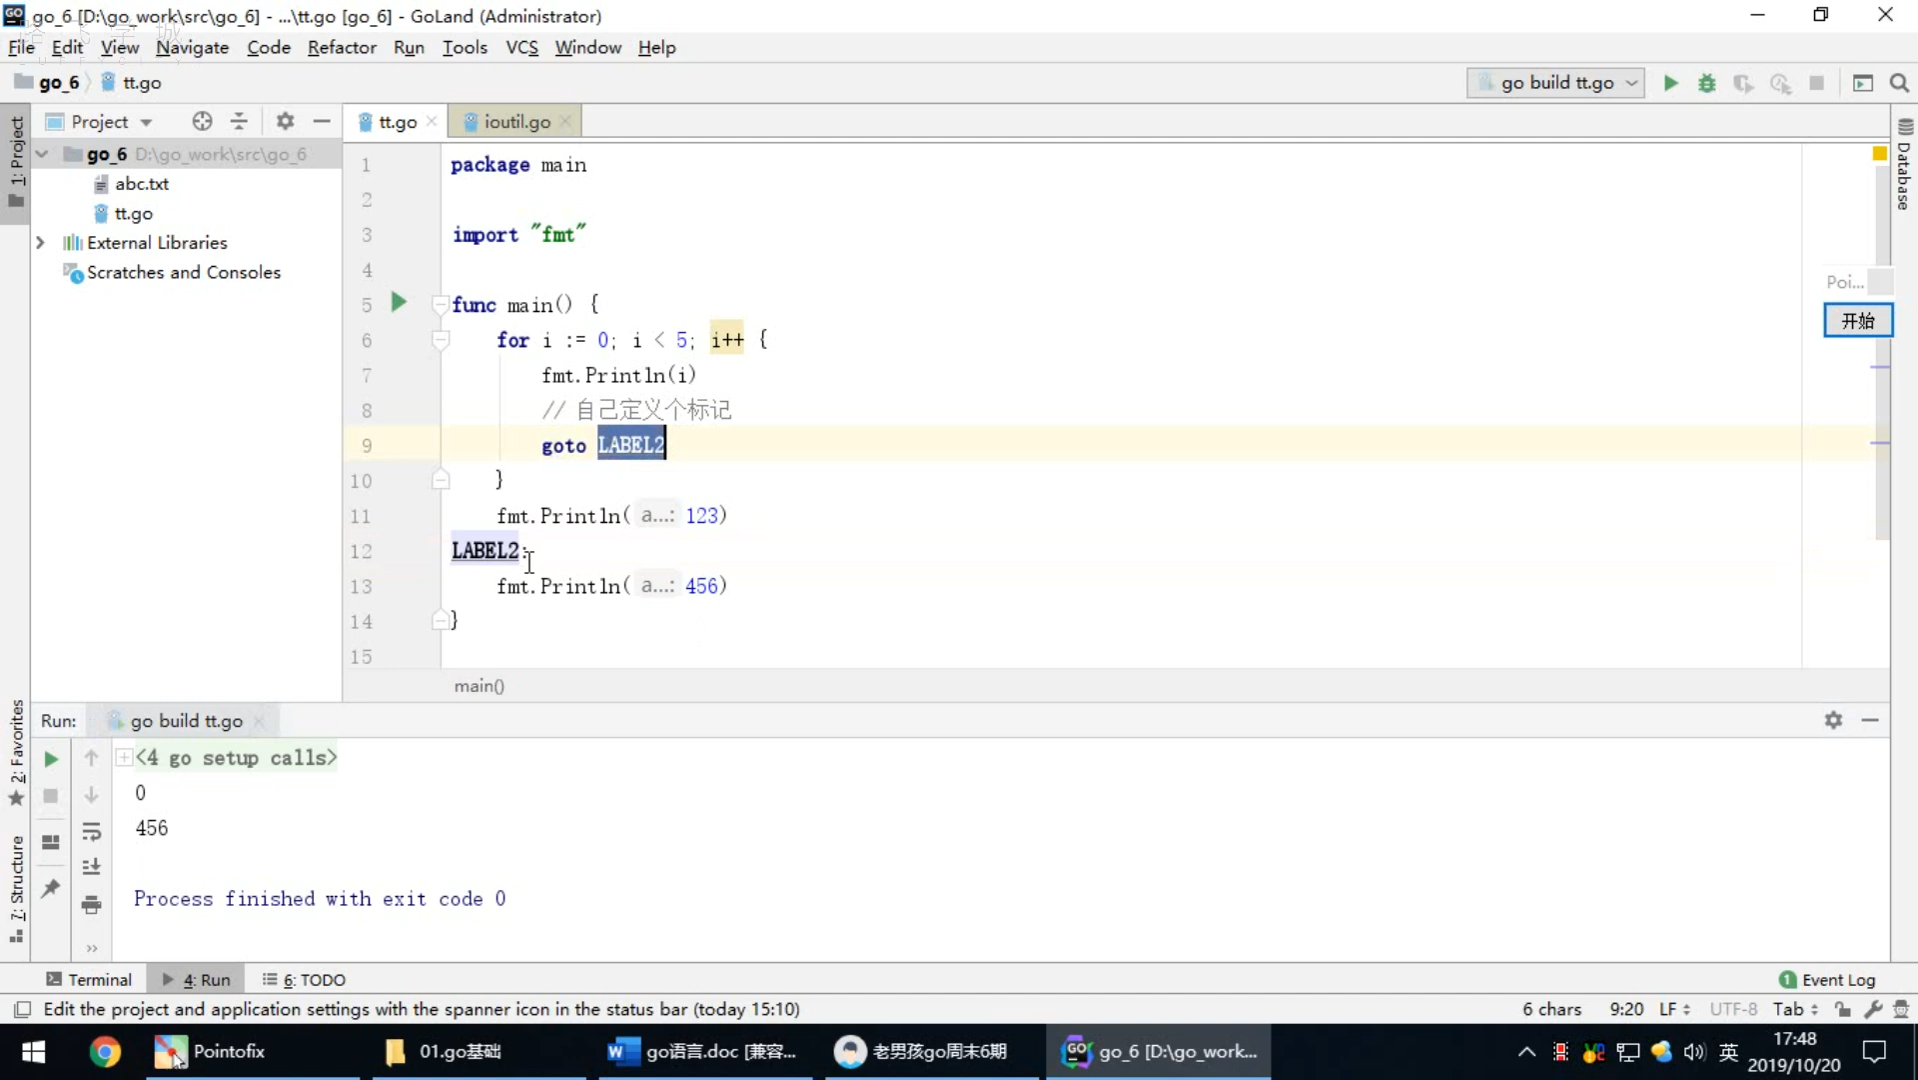 go_6 [D:\go_work\src\go_6] - ...\tt.go [go_6] - GoLand (Administrator)
File Edit View Navigate Code Refactor Run Tools VCS Window Help
go_6 tt.go go build tt.go
Project tt.go ioutil.go
1: Project
Database
go_6 D:\go_work\src\go_6
abc.txt
tt.go
External Libraries
Scratches and Consoles
1 package main
2
3 import "fmt"
4
5 func main() {
6 for i := 0; i < 5; i++ {
7 fmt.Println(i)
8 // 自己定义个标记
9 goto LABEL2
10 }
11 fmt.Println( a...: 123)
12 LABEL2:
13 fmt.Println( a...: 456)
14 }
15
Poi...
开始
main()
Run: go build tt.go
2: Favorites
7: Structure
<4 go setup calls>
0
456
Process finished with exit code 0
Terminal 4: Run 6: TODO 1 Event Log
Edit the project and application settings with the spanner icon in the status bar (today 15:10) 6 chars 9:20 LF UTF-8 Tab
Pointofix 01.go基础 go语言.doc [兼容... 老男孩go周末6期 go_6 [D:\go_work... 英 17:48
2019/10/20